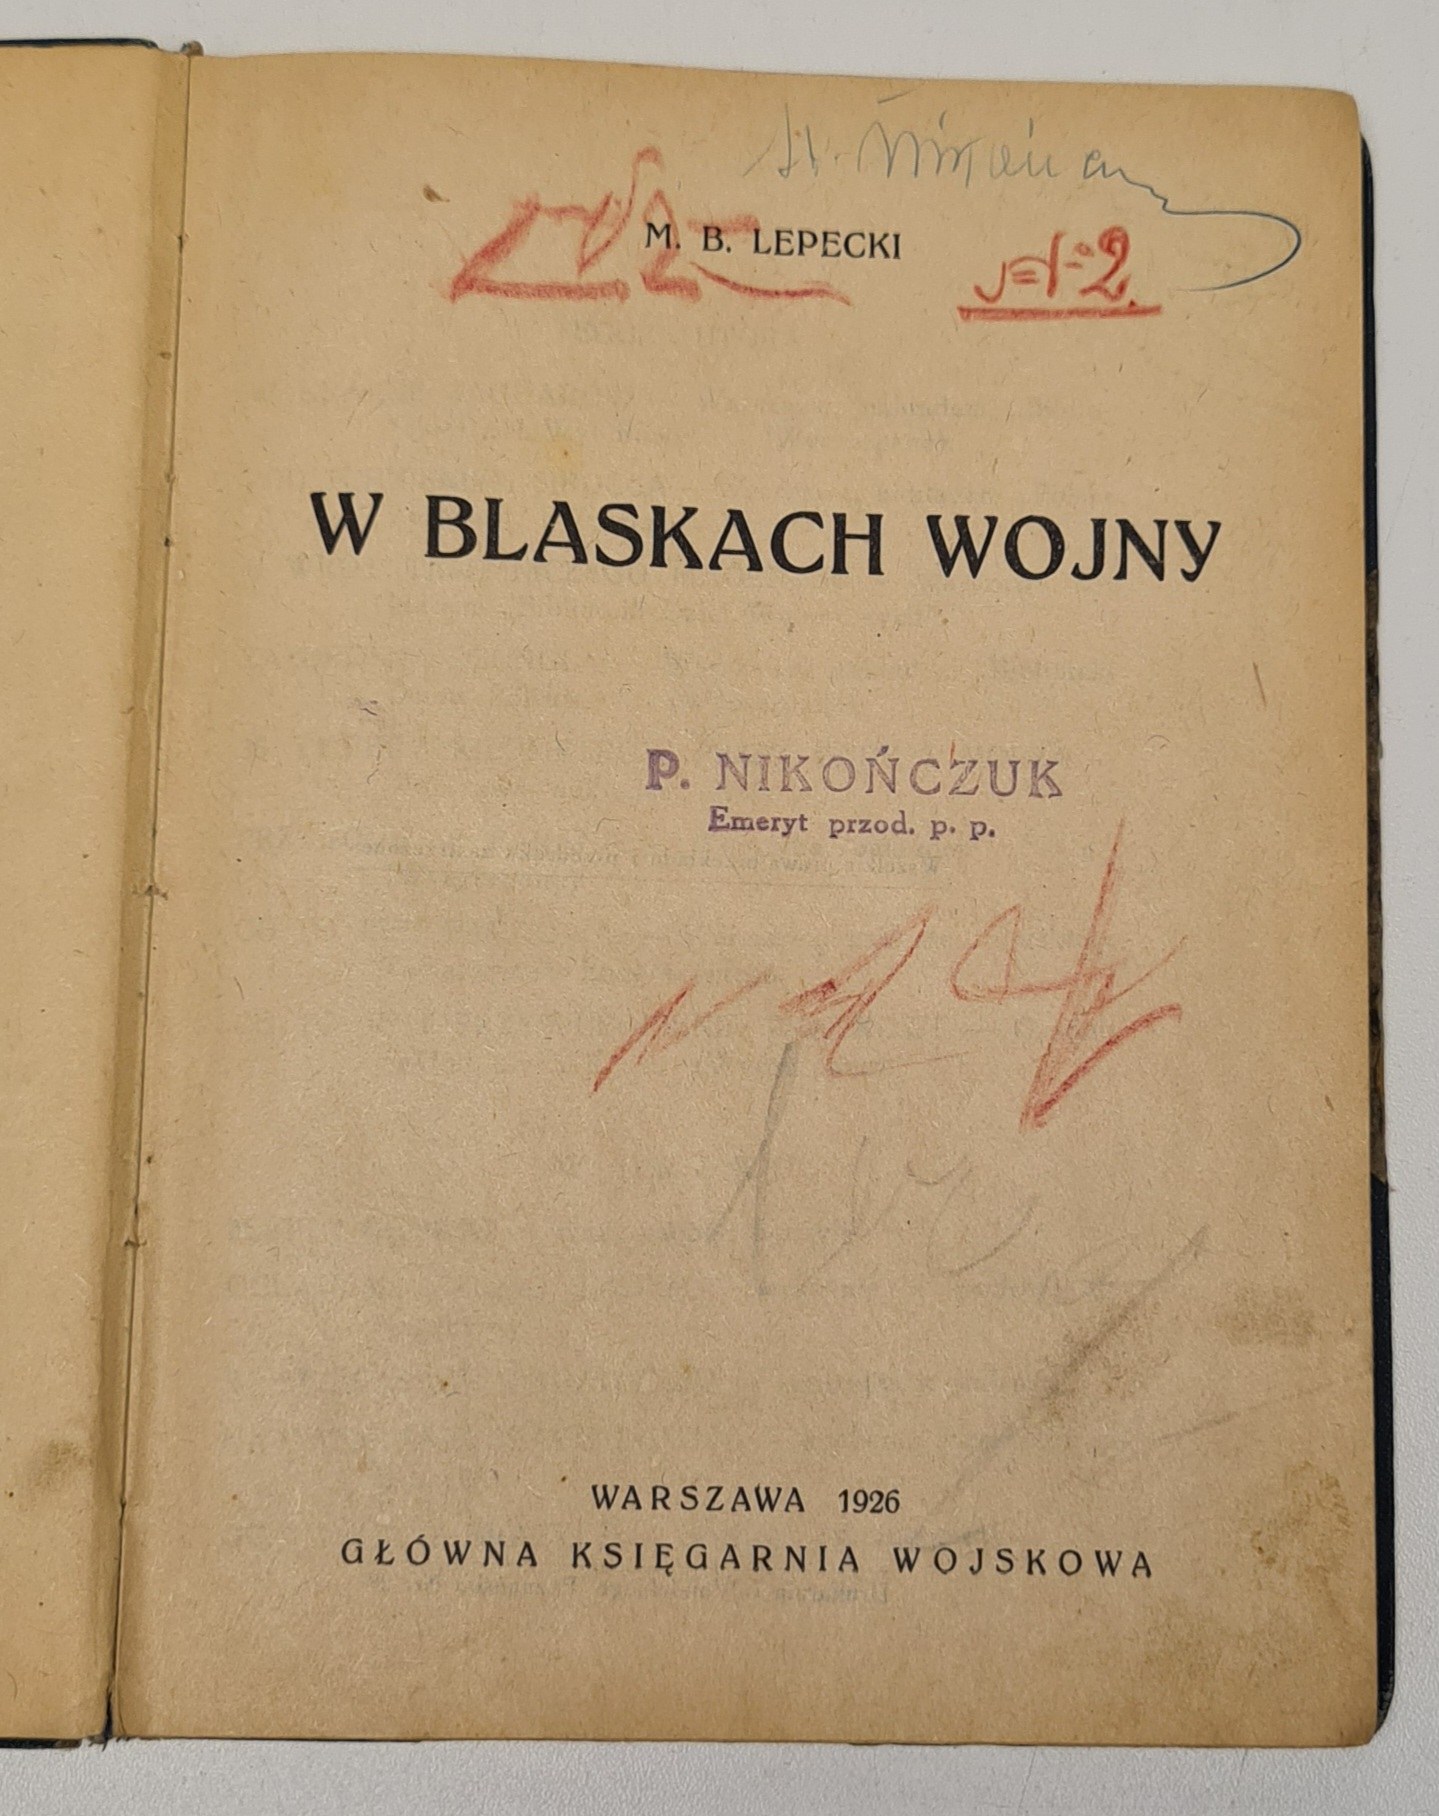 M. B. LEPECKI
W BLASKACH WOJNY
P. NIKOŃCZUK
Emeryt przod. p. p.
WARSZAWA 1926
GŁÓWNA KSIĘGARNIA WOJSKOWA